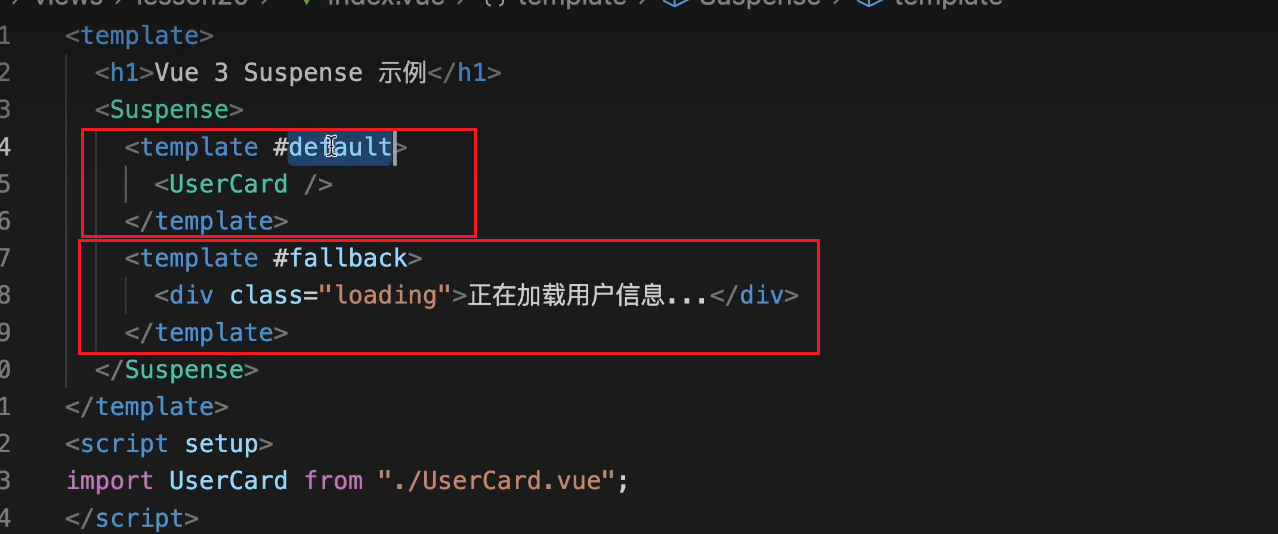 views › lesson20 › index.vue › {} template › Suspense › template
1 <template>
2 <h1>Vue 3 Suspense 示例</h1>
3 <Suspense>
4 <template #default>
5 <UserCard />
6 </template>
7 <template #fallback>
8 <div class="loading">正在加载用户信息...</div>
9 </template>
0 </Suspense>
1 </template>
2 <script setup>
3 import UserCard from "./UserCard.vue";
4 </script>